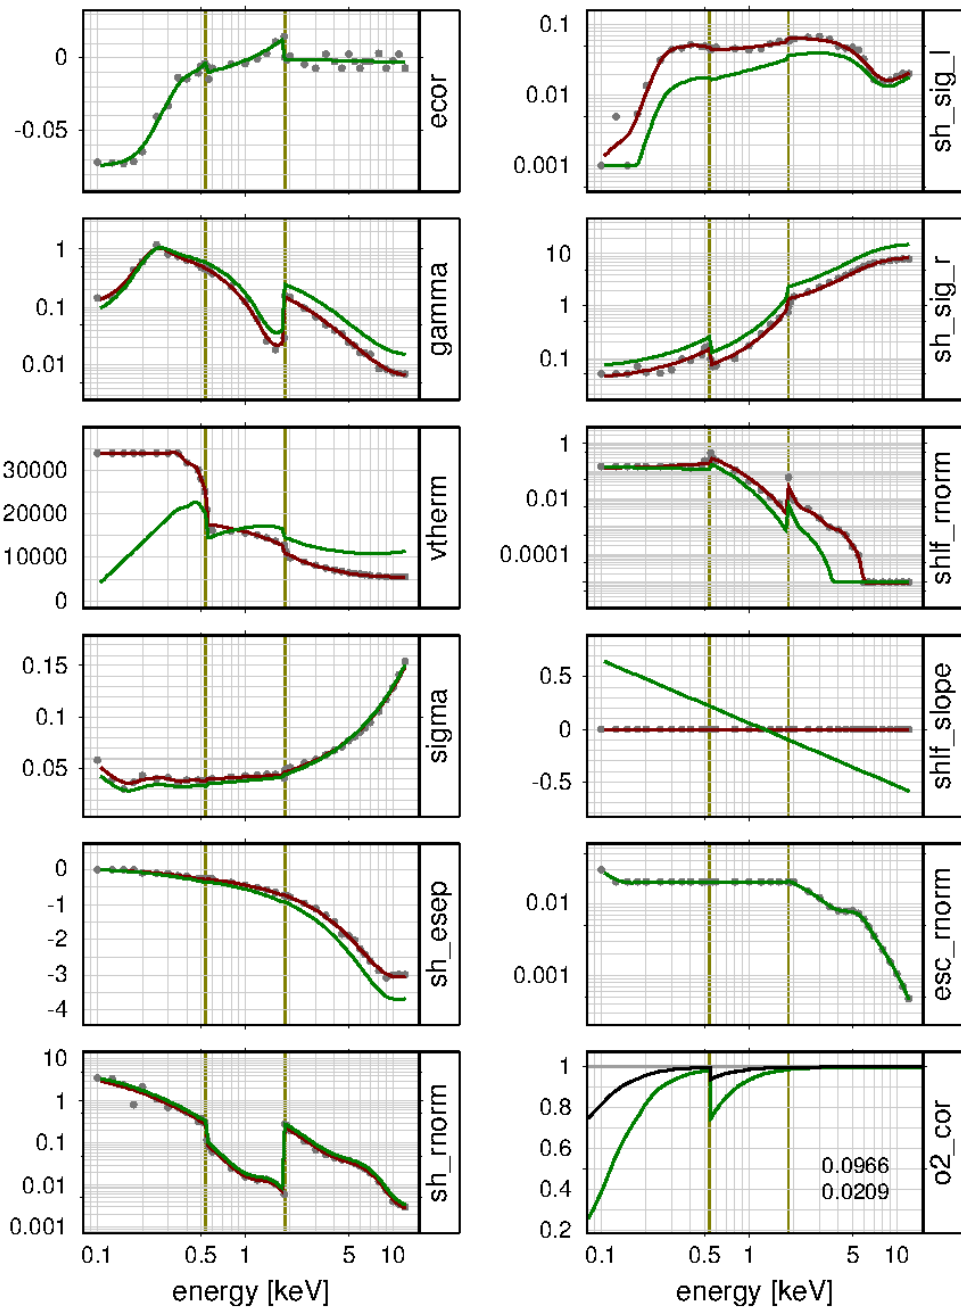 0
-0.05
ecor
0.1
0.01
0.001
sh_sig_l
1
0.1
0.01
gamma
10
1
0.1
sh_sig_r
30000
20000
10000
0
vtherm
1
0.01
0.0001
shlf_rnorm
0.15
0.1
0.05
sigma
0.5
0
-0.5
shlf_slope
0
-1
-2
-3
-4
sh_esep
0.01
0.001
esc_rnorm
10
1
0.1
0.01
0.001
sh_rnorm
1
0.8
0.6
0.4
0.2
0.0966
0.0209
o2_cor
0.1 0.5 1 5 10
energy [keV]
0.1 0.5 1 5 10
energy [keV]